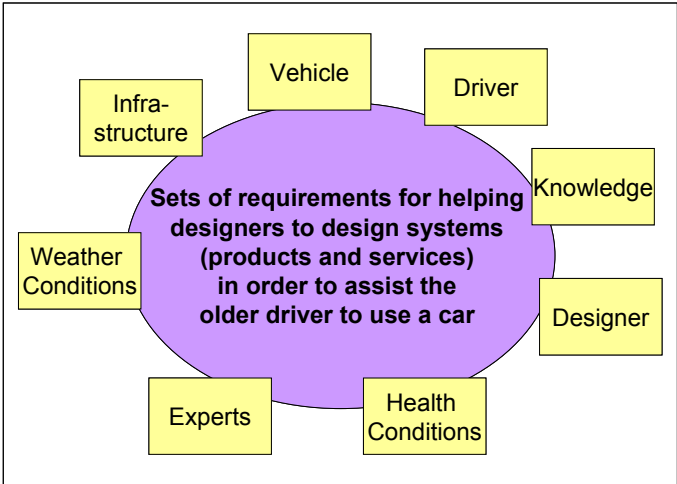 Vehicle
Driver
Infra-
structure
Knowledge
Sets of requirements for helping
designers to design systems
(products and services)
in order to assist the
older driver to use a car
Weather
Conditions
Designer
Experts
Health
Conditions